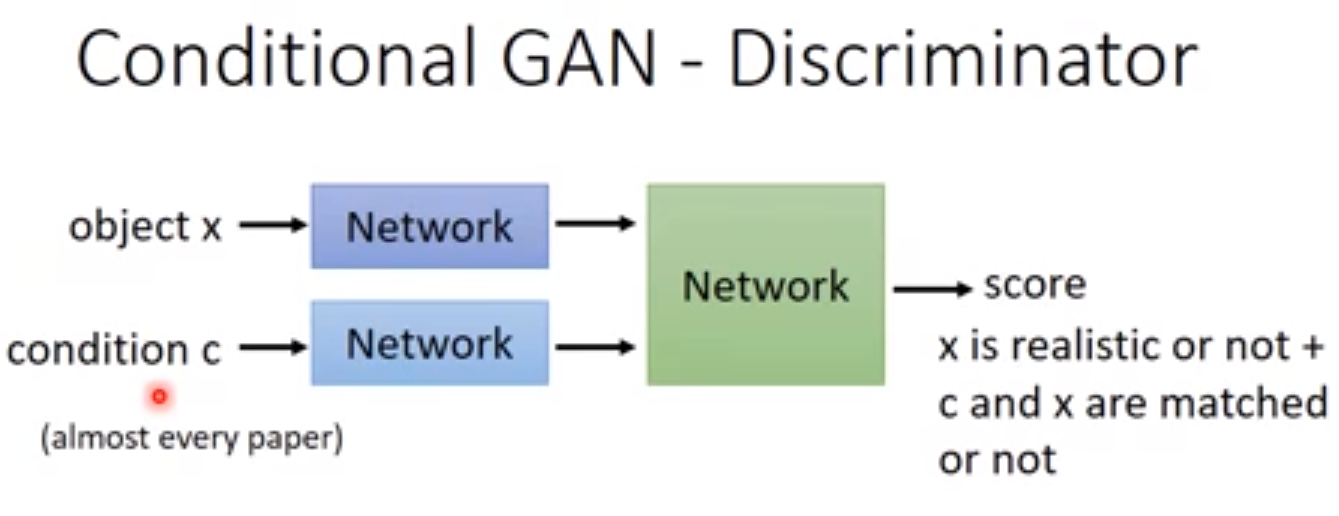 Conditional GAN - Discriminator
object x
Network
condition c
Network
(almost every paper)
Network
score
x is realistic or not +
c and x are matched
or not